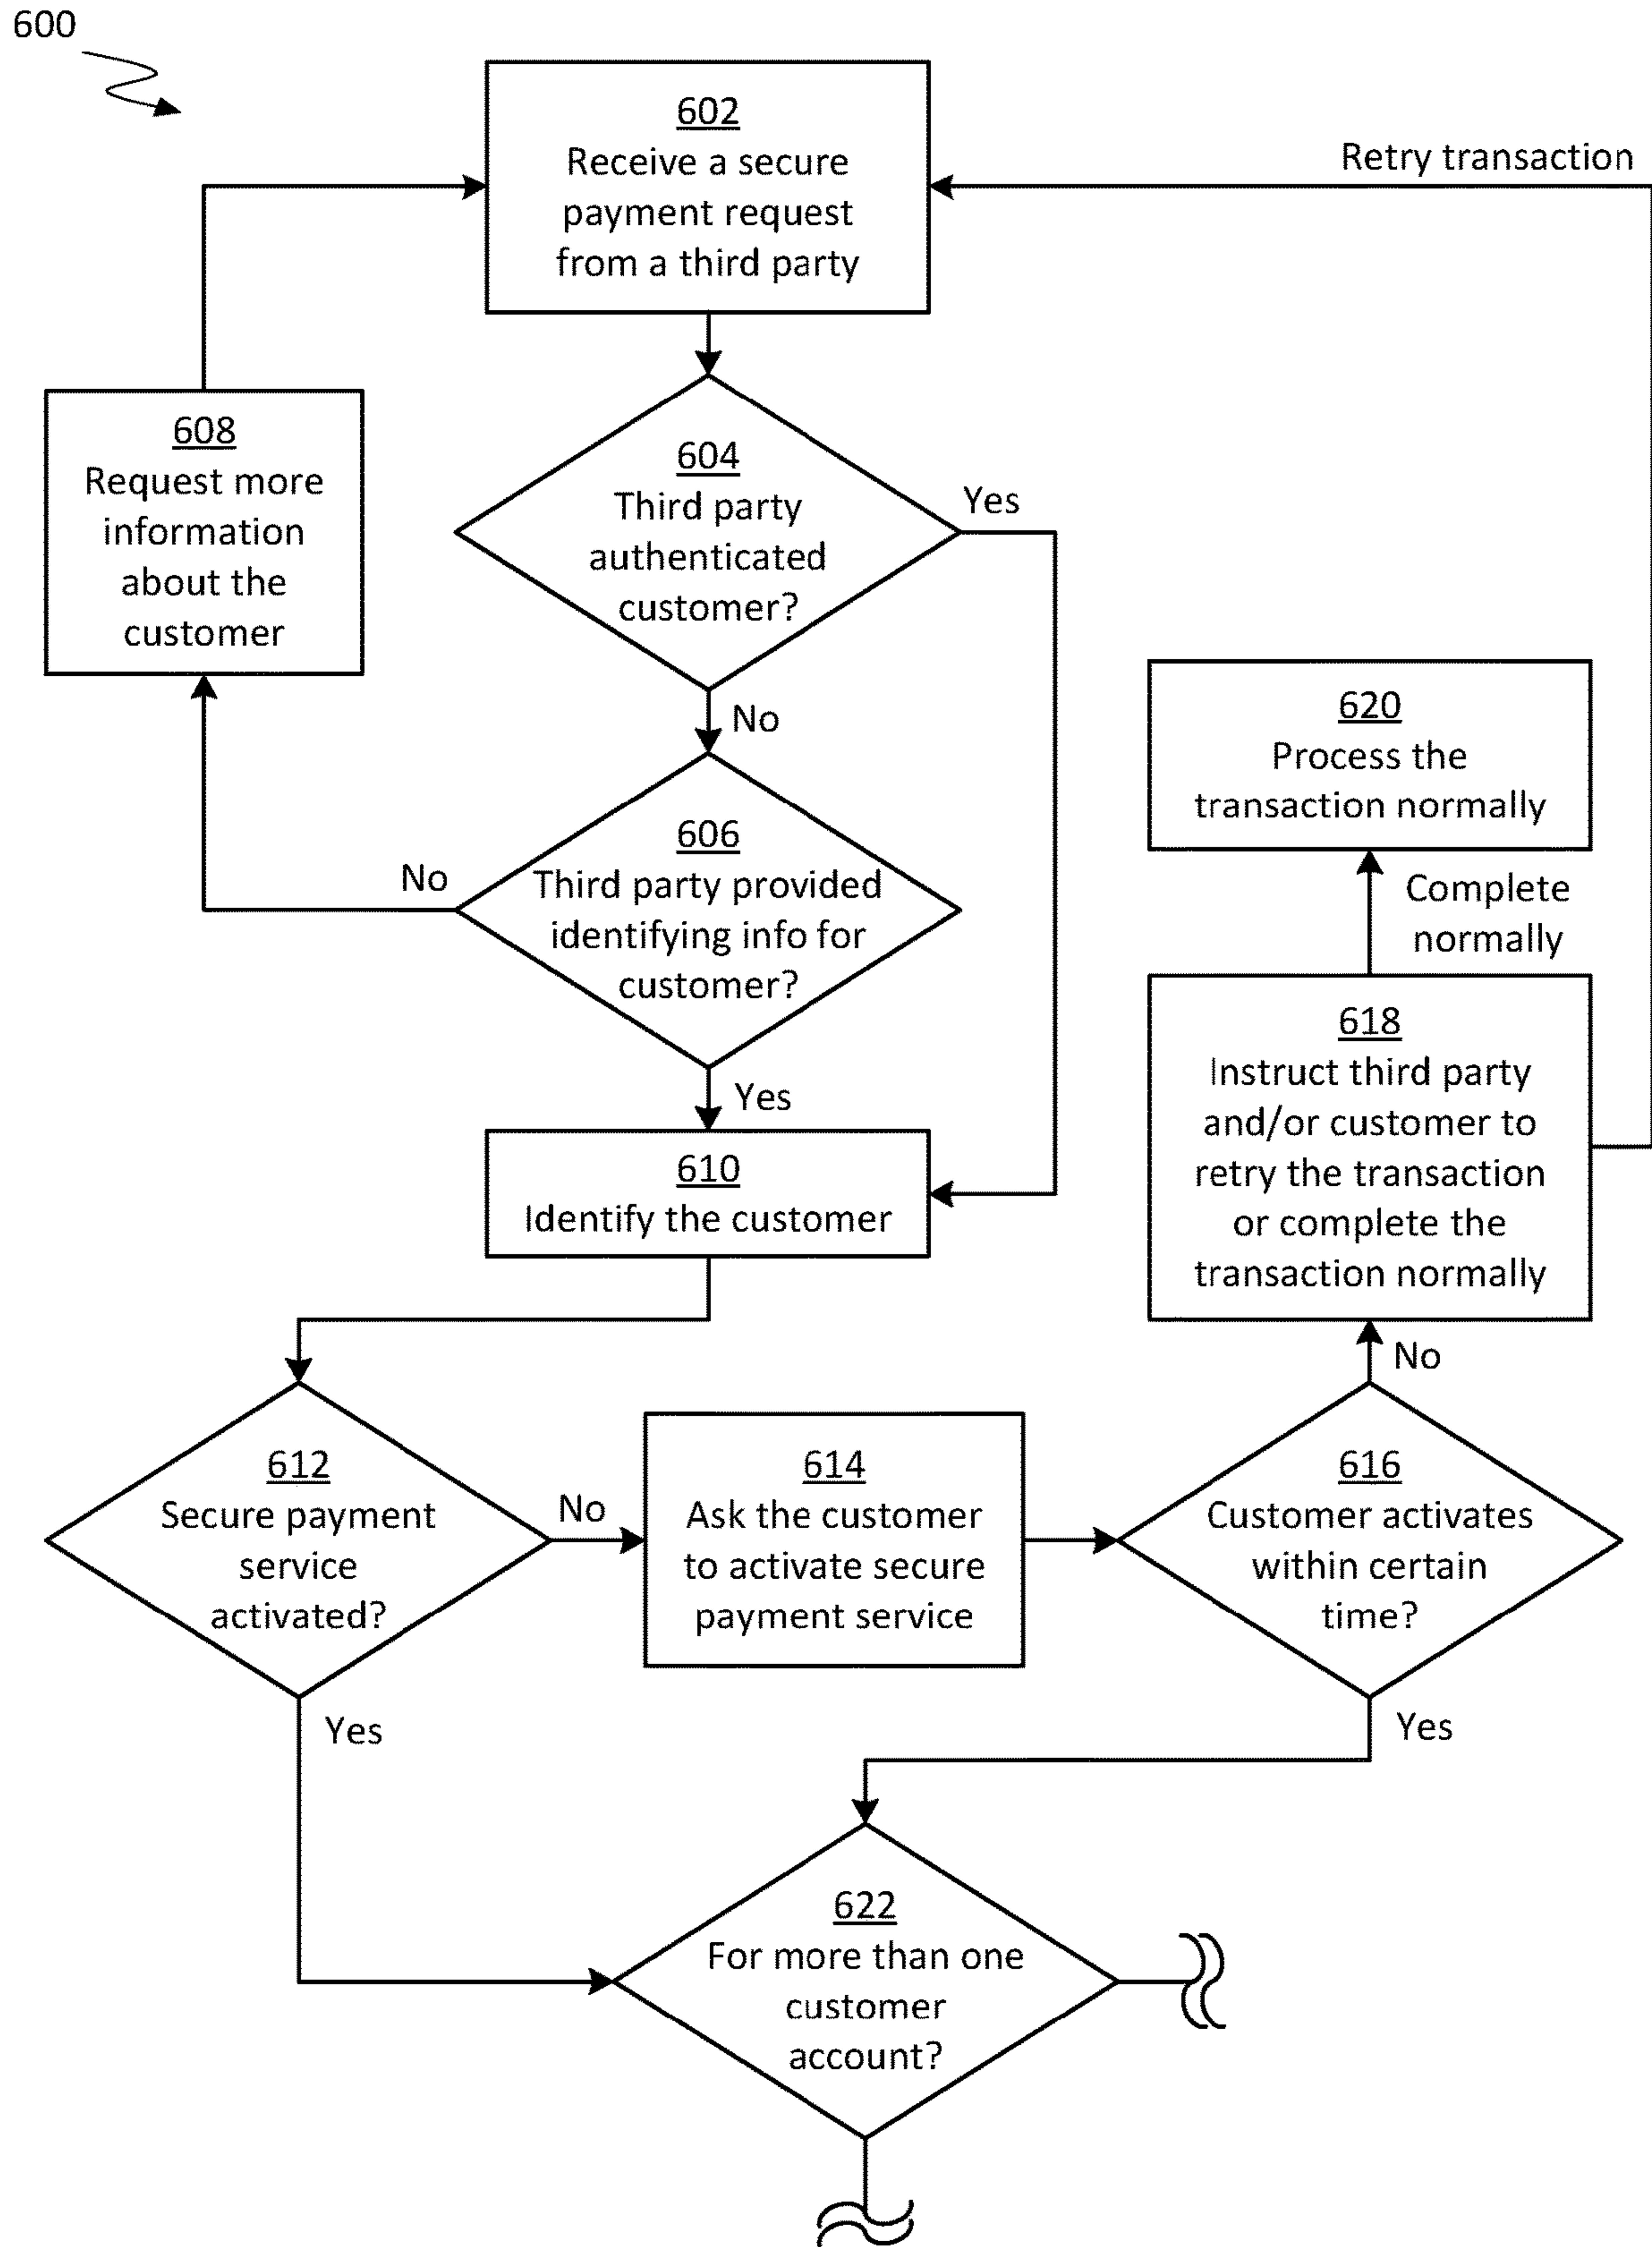 600
602
Receive a secure
payment request
from a third party
Retry transaction
608
Request more
information
about the
customer
604
Third party
authenticated
customer?
Yes
No
620
Process the
transaction normally
606
Third party provided
identifying info for
customer?
No
Yes
Complete
normally
618
Instruct third party
and/or customer to
retry the transaction
or complete the
transaction normally
610
Identify the customer
No
612
Secure payment
service
activated?
No
Yes
614
Ask the customer
to activate secure
payment service
616
Customer activates
within certain
time?
Yes
622
For more than one
customer
account?